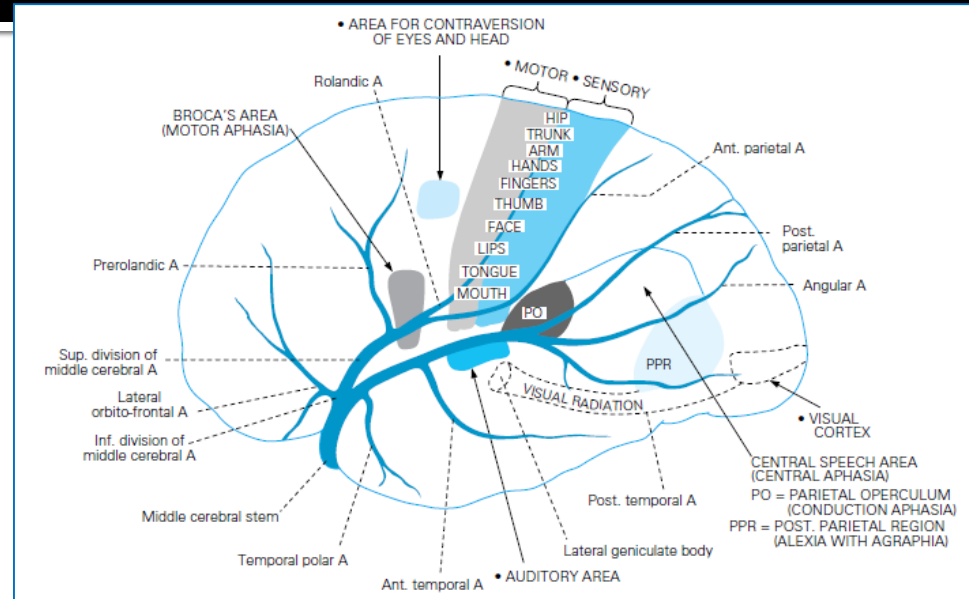 • AREA FOR CONTRAVERSION
OF EYES AND HEAD
Rolandic A
• MOTOR • SENSORY
BROCA'S AREA
(MOTOR APHASIA)
HIP
TRUNK
ARM
HANDS
FINGERS
THUMB
FACE
LIPS
TONGUE
MOUTH
Ant. parietal A
Post.
parietal A
Prerolandic A
Angular A
PO
PPR
Sup. division of
middle cerebral A
Lateral
orbito-frontal A
Inf. division of
middle cerebral A
VISUAL RADIATION
• VISUAL
CORTEX
CENTRAL SPEECH AREA
(CENTRAL APHASIA)
PO = PARIETAL OPERCULUM
(CONDUCTION APHASIA)
PPR = POST. PARIETAL REGION
(ALEXIA WITH AGRAPHIA)
Middle cerebral stem
Post. temporal A
Temporal polar A
Lateral geniculate body
Ant. temporal A
• AUDITORY AREA